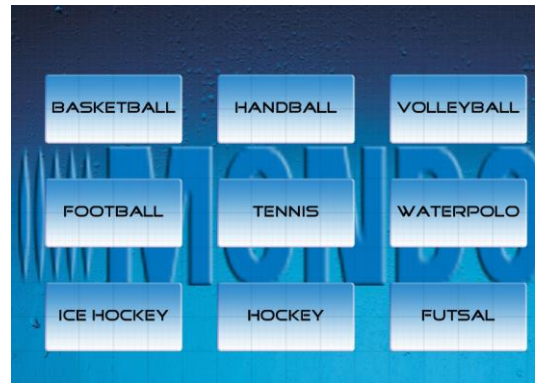 BASKETBALL HANDBALL VOLLEYBALL
MONDO
FOOTBALL TENNIS WATERPOLO
ICE HOCKEY HOCKEY FUTSAL